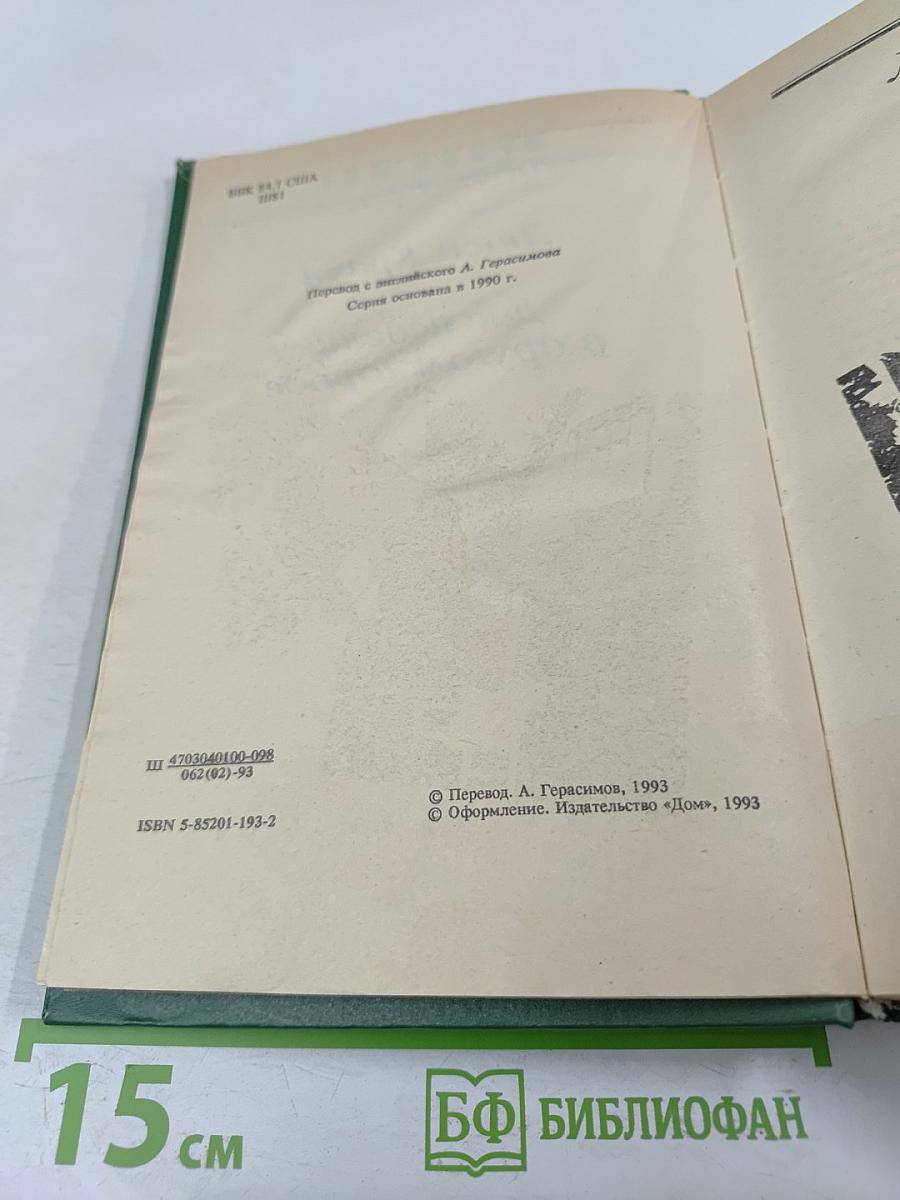 ББК 84.7 США
Ш81
Перевод с английского А. Герасимова
Серия основана в 1990 г.
Ш 4703040100-098
062(02)-93
ISBN 5-85201-193-2
© Перевод. А. Герасимов, 1993
© Оформление. Издательство «Дом», 1993
15 см
БФ БИБЛИОФАН